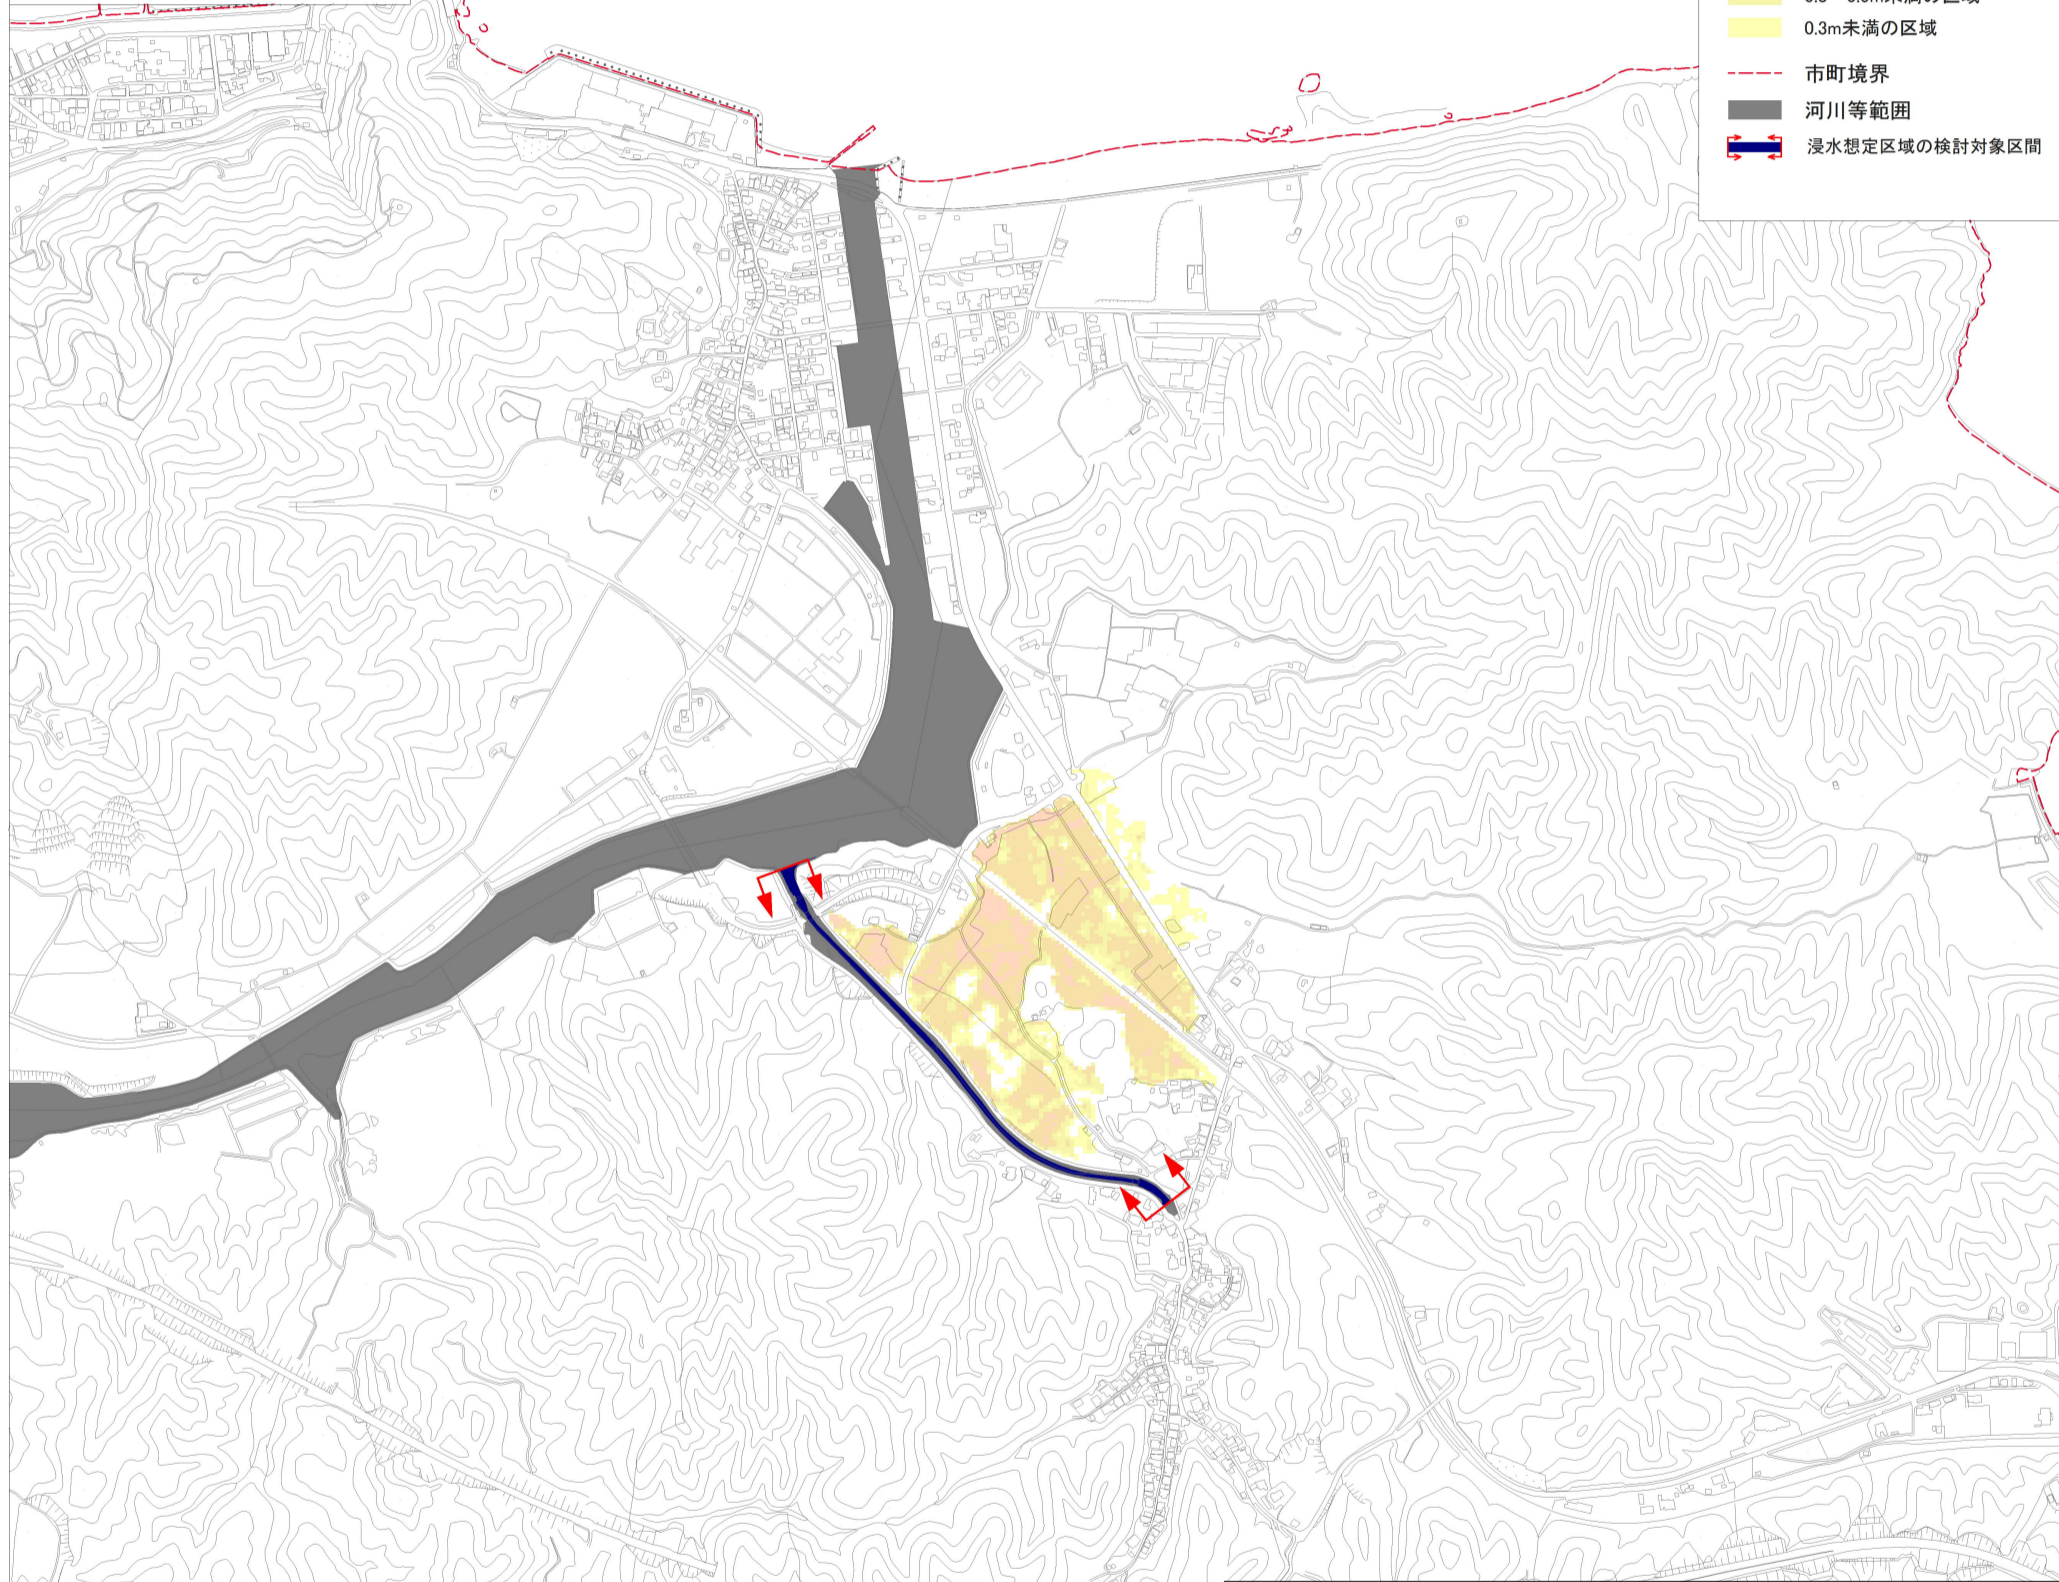 0.3m未満の区域
市町境界
河川等範囲
浸水想定区域の検討対象区間